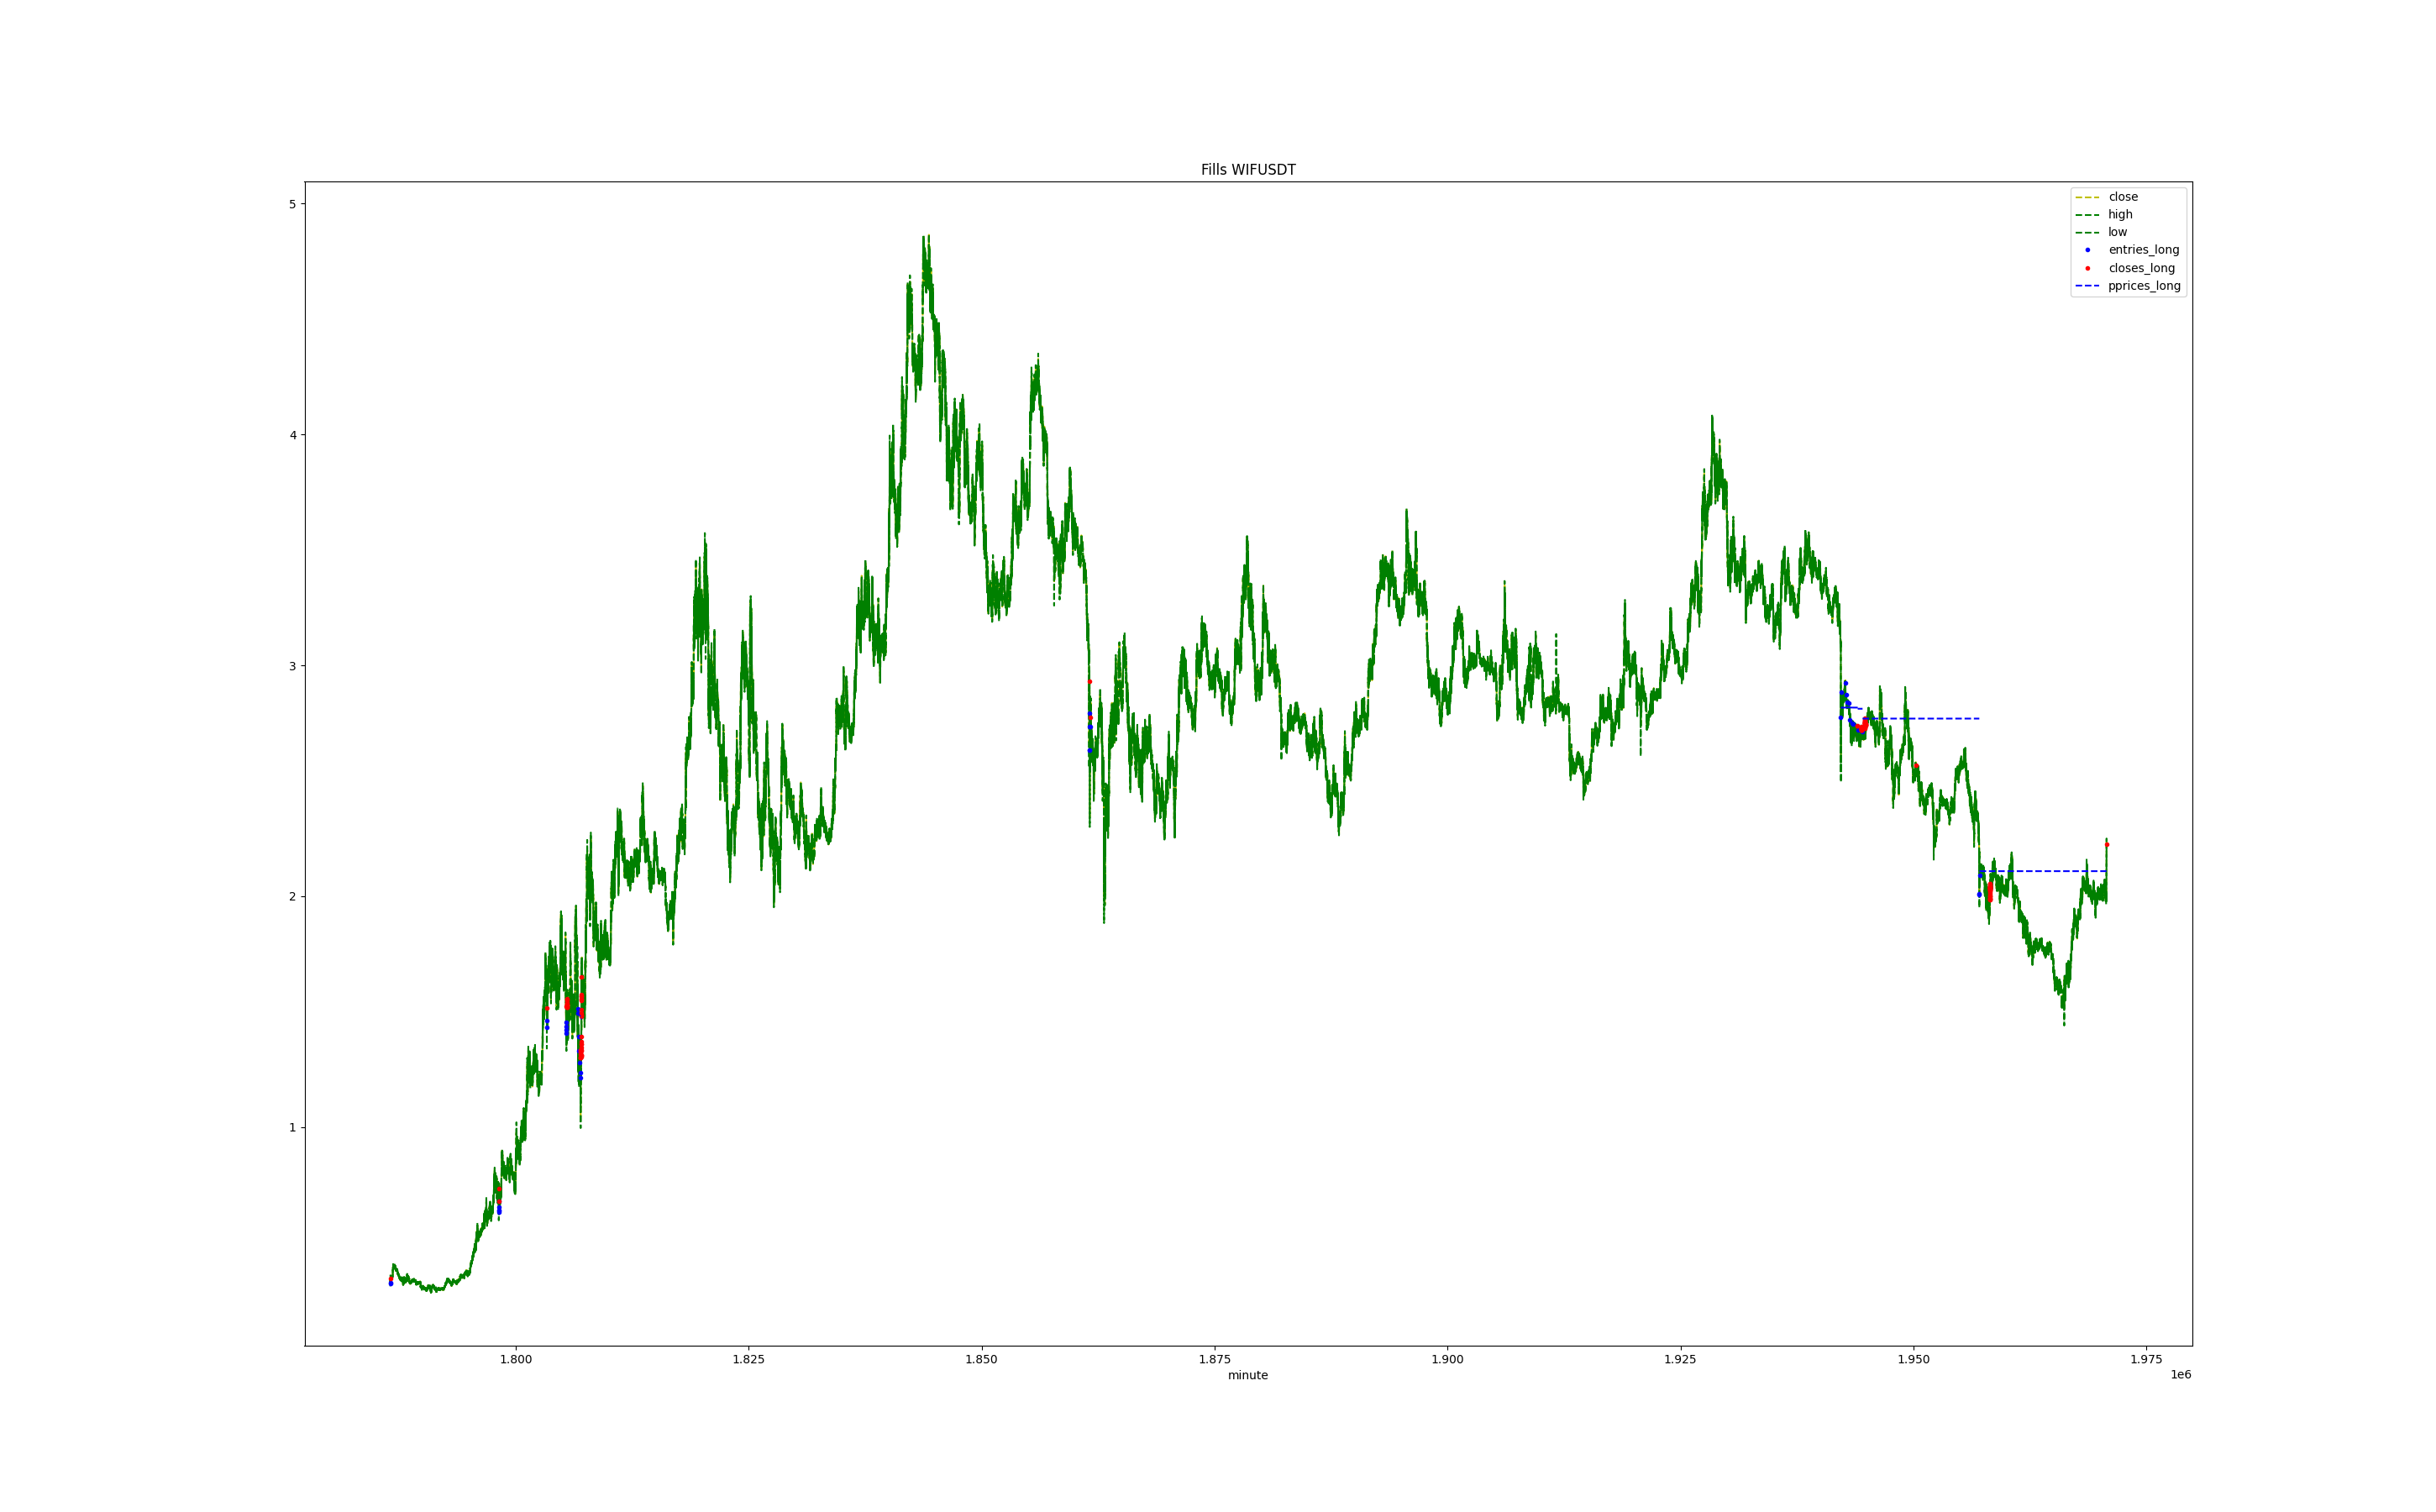 Fills WIFUSDT
close
high
low
entries_long
closes_long
pprices_long
5
4
3
2
1
1.800 1.825 1.850 1.875 1.900 1.925 1.950 1.975
minute
1e6